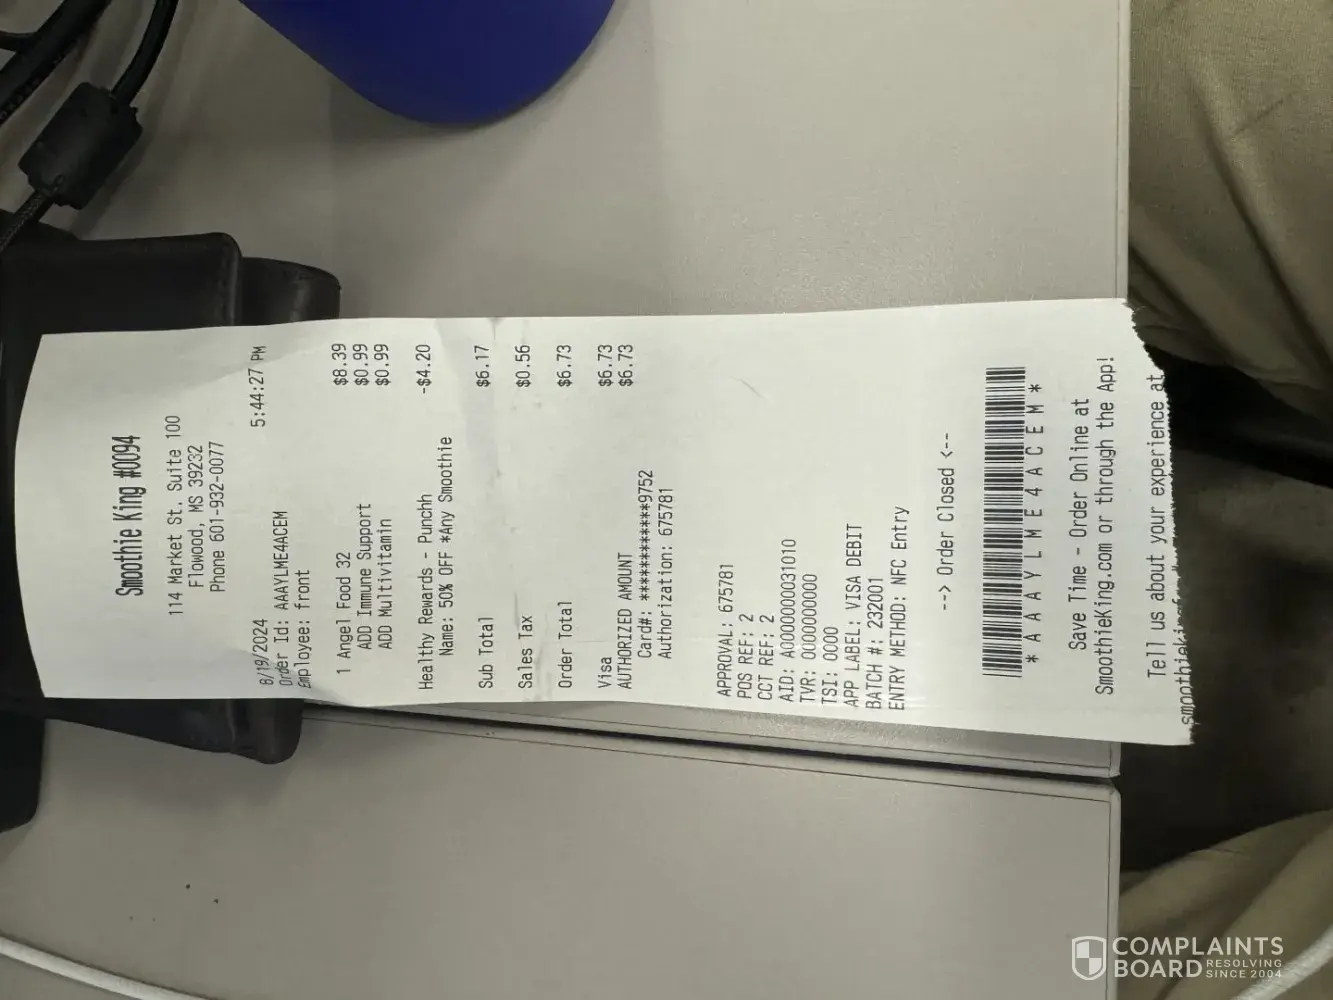 Smoothie King #0094
114 Market St. Suite 100
Flowood, MS 39232
Phone 601-932-0077
8/19/2024 5:44:27 PM
Order Id: AAAYLME4ACEM
Employee: front
1 Angel Food 32 $8.39
ADD Immune Support $0.99
ADD Multivitamin $0.99
Healthy Rewards - Punchh -$4.20
Name: 50% OFF *Any Smoothie
Sub Total $6.17
Sales Tax $0.56
Order Total $6.73
Visa $6.73
AUTHORIZED AMOUNT $6.73
Card#: ************9752
Authorization: 675781
APPROVAL: 675781
POS REF: 2
CCT REF: 2
AID: A0000000031010
TVR: 0000000000
TSI: 0000
APP LABEL: VISA DEBIT
BATCH #: 232001
ENTRY METHOD: NFC Entry
--> Order Closed <--
* A A A Y L M E 4 A C E M *
Save Time - Order Online at
SmoothieKing.com or through the App!
Tell us about your experience at
COMPLAINTS
BOARD RESOLVING
SINCE 2004